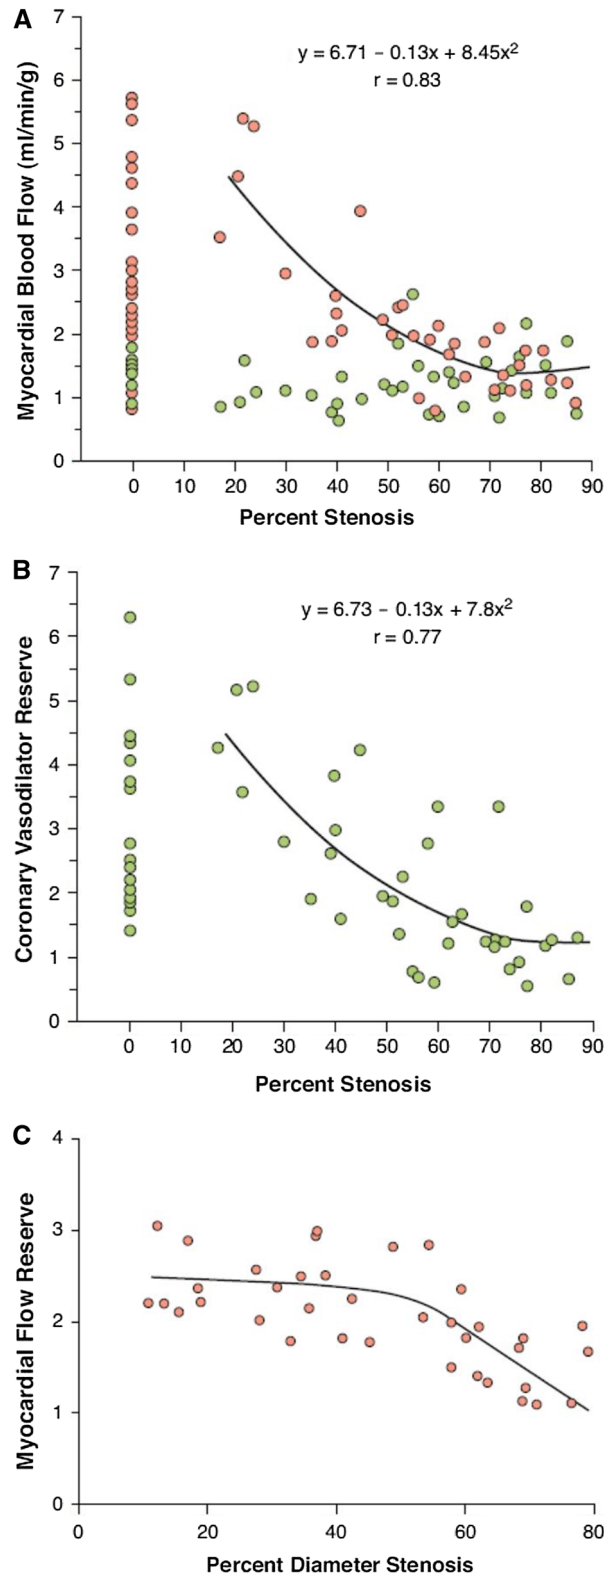 A
7
6
5
4
3
2
1
0
Myocardial Blood Flow (ml/min/g)
y = 6.71 − 0.13x + 8.45x²
r = 0.83
0 10 20 30 40 50 60 70 80 90
Percent Stenosis
B
7
6
5
4
3
2
1
0
Coronary Vasodilator Reserve
y = 6.73 − 0.13x + 7.8x²
r = 0.77
0 10 20 30 40 50 60 70 80 90
Percent Stenosis
C
4
3
2
1
0
Myocardial Flow Reserve
0 20 40 60 80
Percent Diameter Stenosis